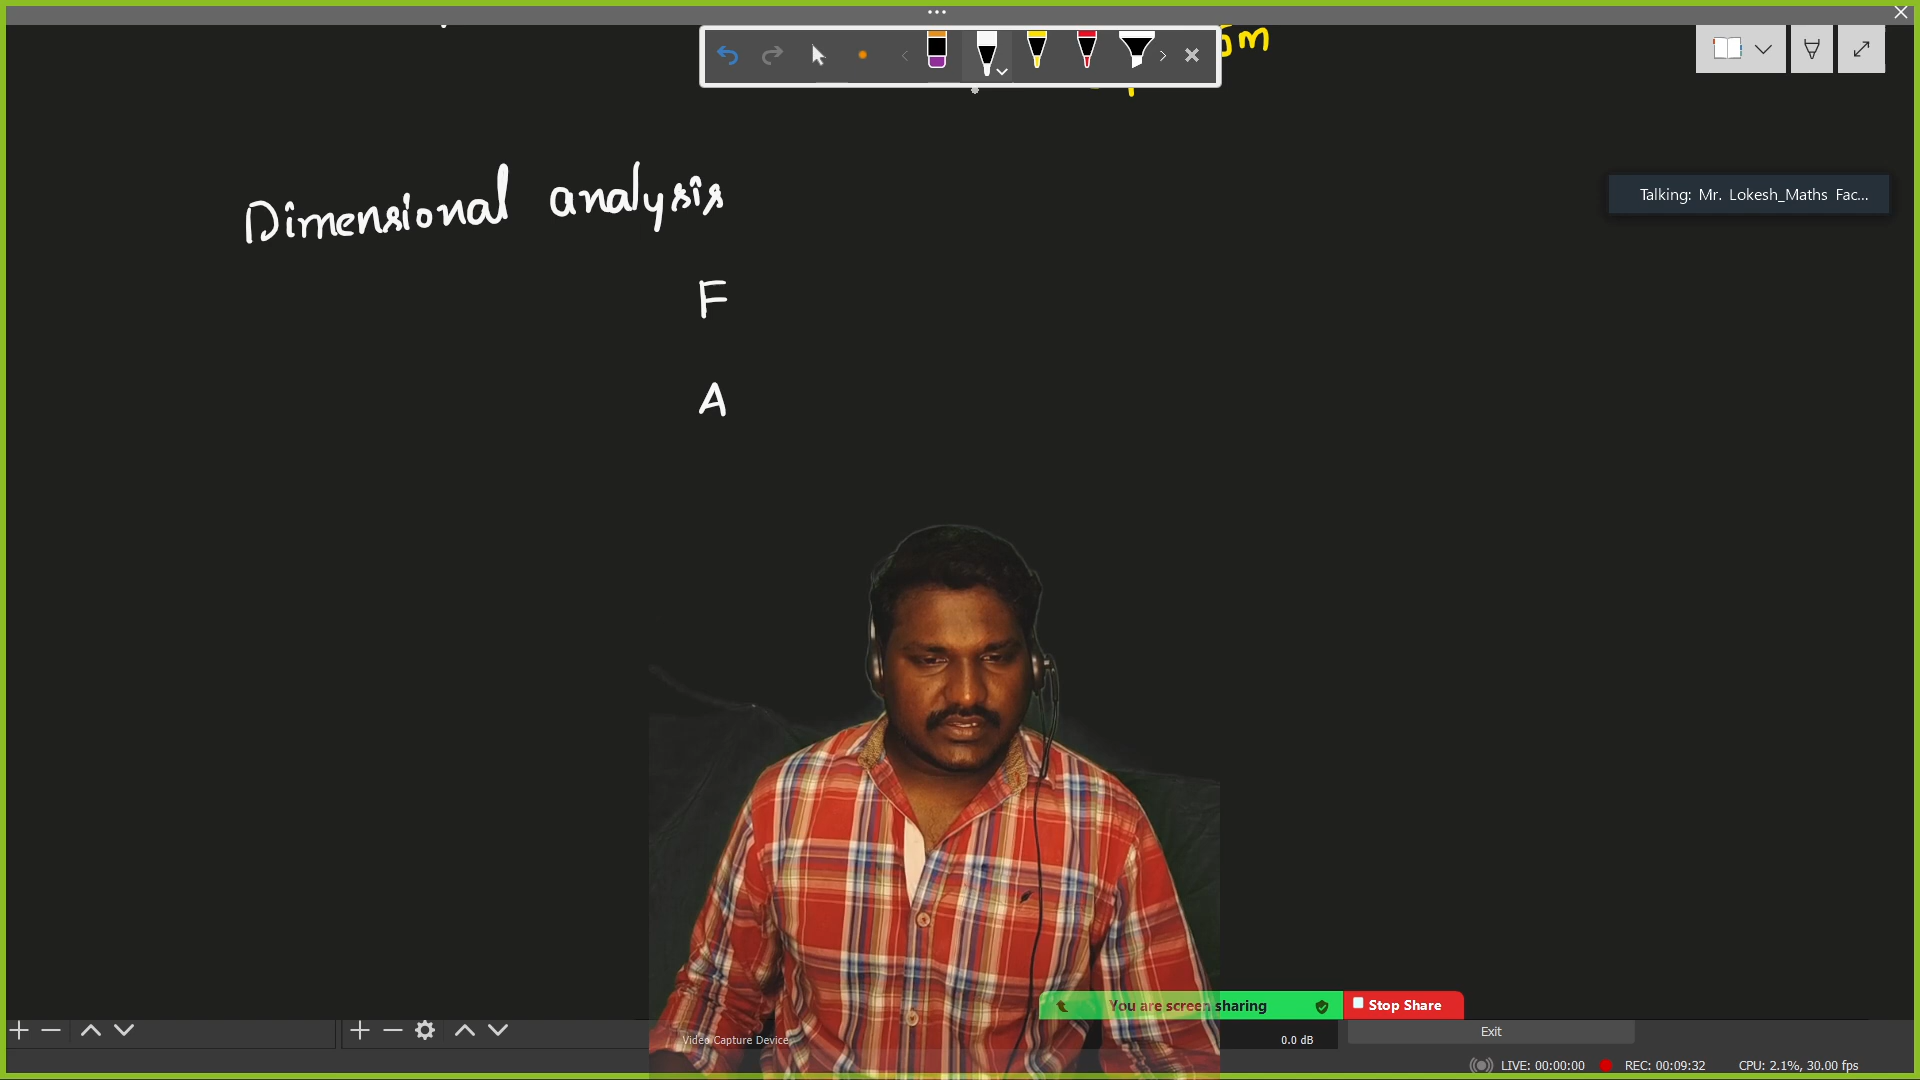 m
Talking: Mr. Lokesh_Maths Fac...
Dimensional analysis
F
A
You are screen sharing
Stop Share
Video Capture Device
0.0 dB
Exit
LIVE: 00:00:00
REC: 00:09:32
CPU: 2.1%, 30.00 fps